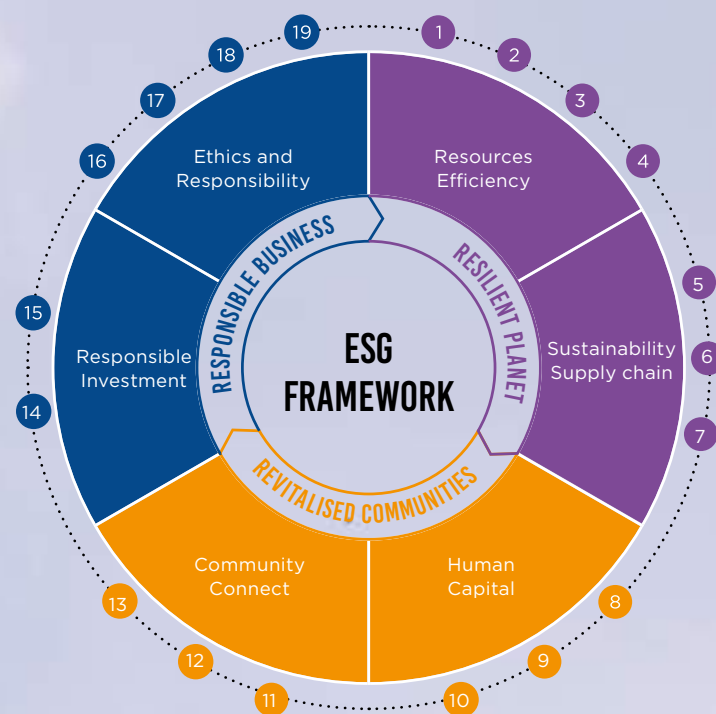 19
1
18
2
17
3
16
4
Ethics and
Responsibility
Resources
Efficiency
RESPONSIBLE BUSINESS
RESILIENT PLANET
15
5
Responsible
Investment
ESG
FRAMEWORK
Sustainability
Supply chain
6
14
7
REVITALISED COMMUNITIES
Community
Connect
Human
Capital
13
8
12
9
11
10